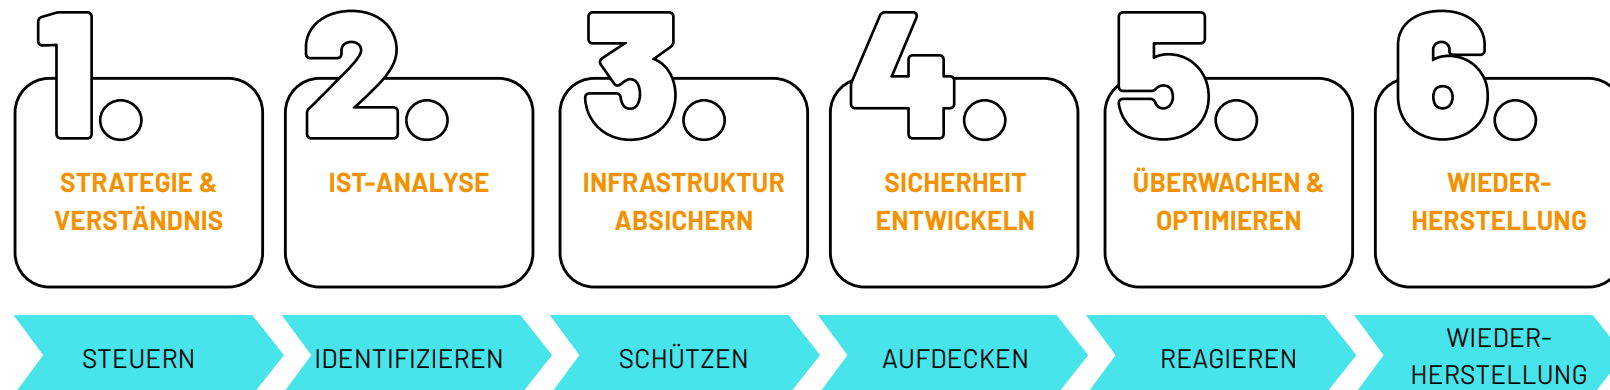 1
STRATEGIE &
VERSTÄNDNIS
2
IST-ANALYSE
3
INFRASTRUKTUR
ABSICHERN
4
SICHERHEIT
ENTWICKELN
5
ÜBERWACHEN &
OPTIMIEREN
6
WIEDER-
HERSTELLUNG
STEUERN
IDENTIFIZIEREN
SCHÜTZEN
AUFDECKEN
REAGIEREN
WIEDER-
HERSTELLUNG